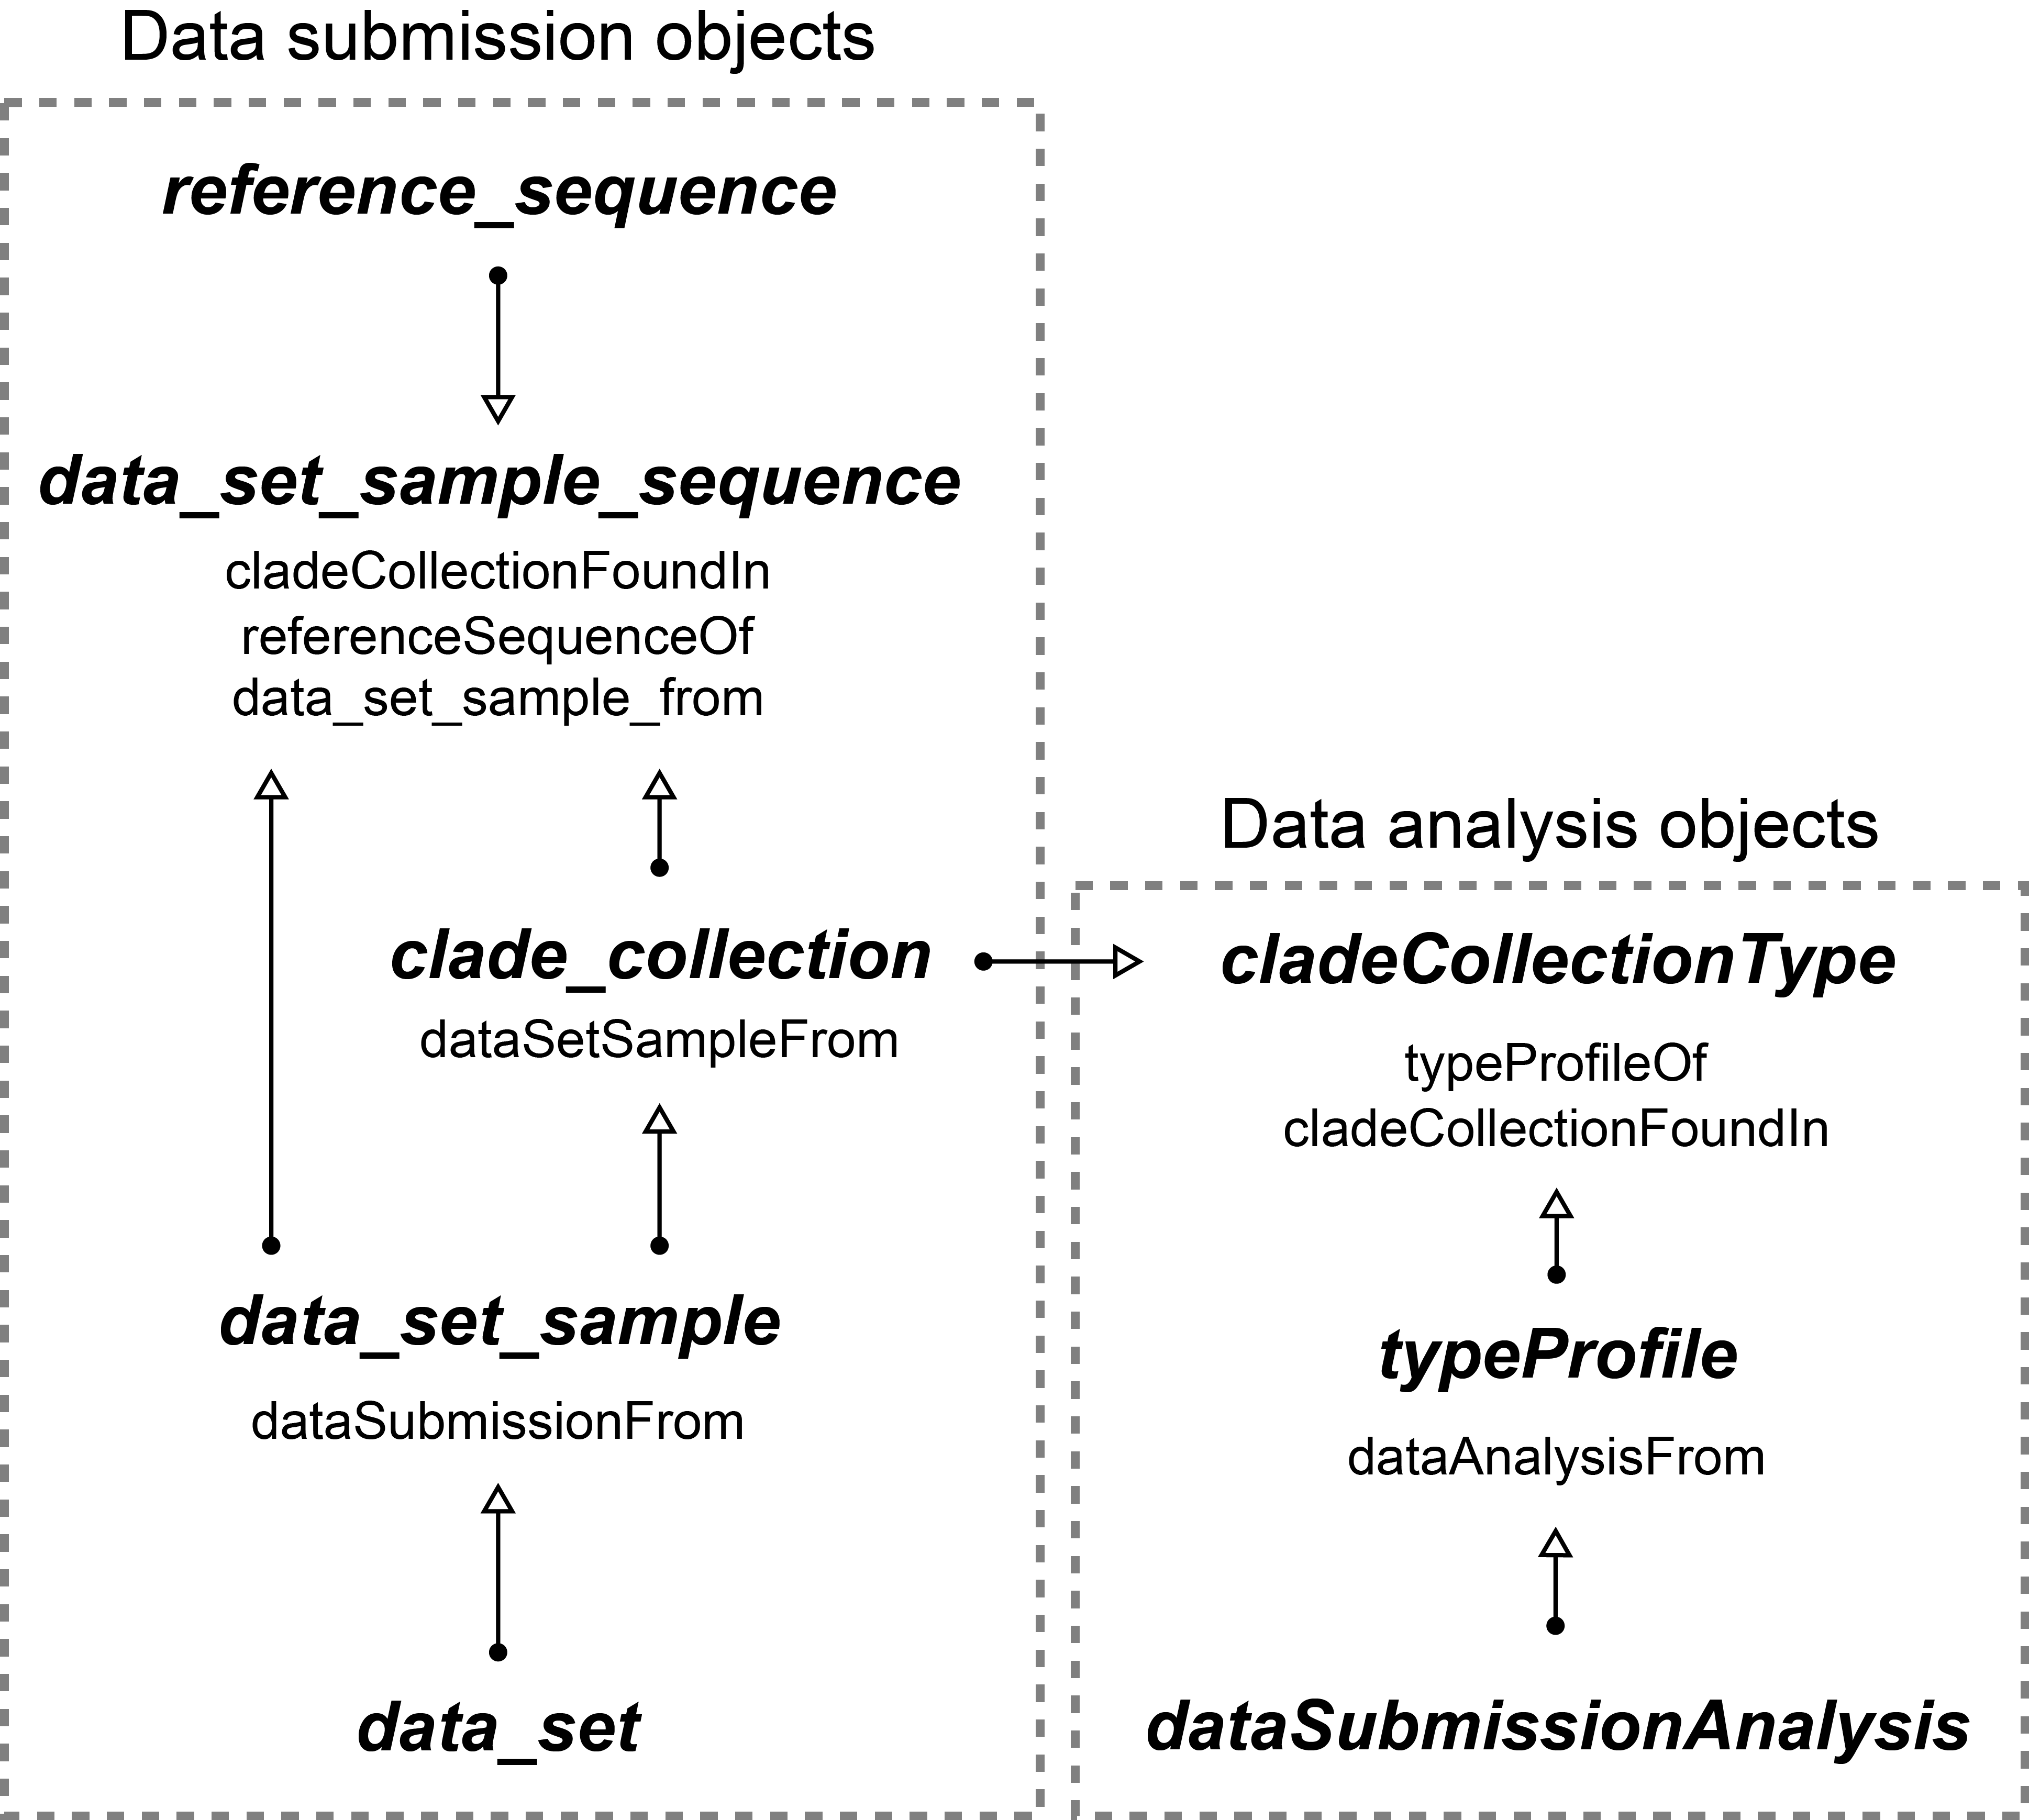 Data submission objects
reference_sequence
data_set_sample_sequence
cladeCollectionFoundIn
referenceSequenceOf
data_set_sample_from
clade_collection
dataSetSampleFrom
data_set_sample
dataSubmissionFrom
data_set
Data analysis objects
cladeCollectionType
typeProfileOf
cladeCollectionFoundIn
typeProfile
dataAnalysisFrom
dataSubmissionAnalysis